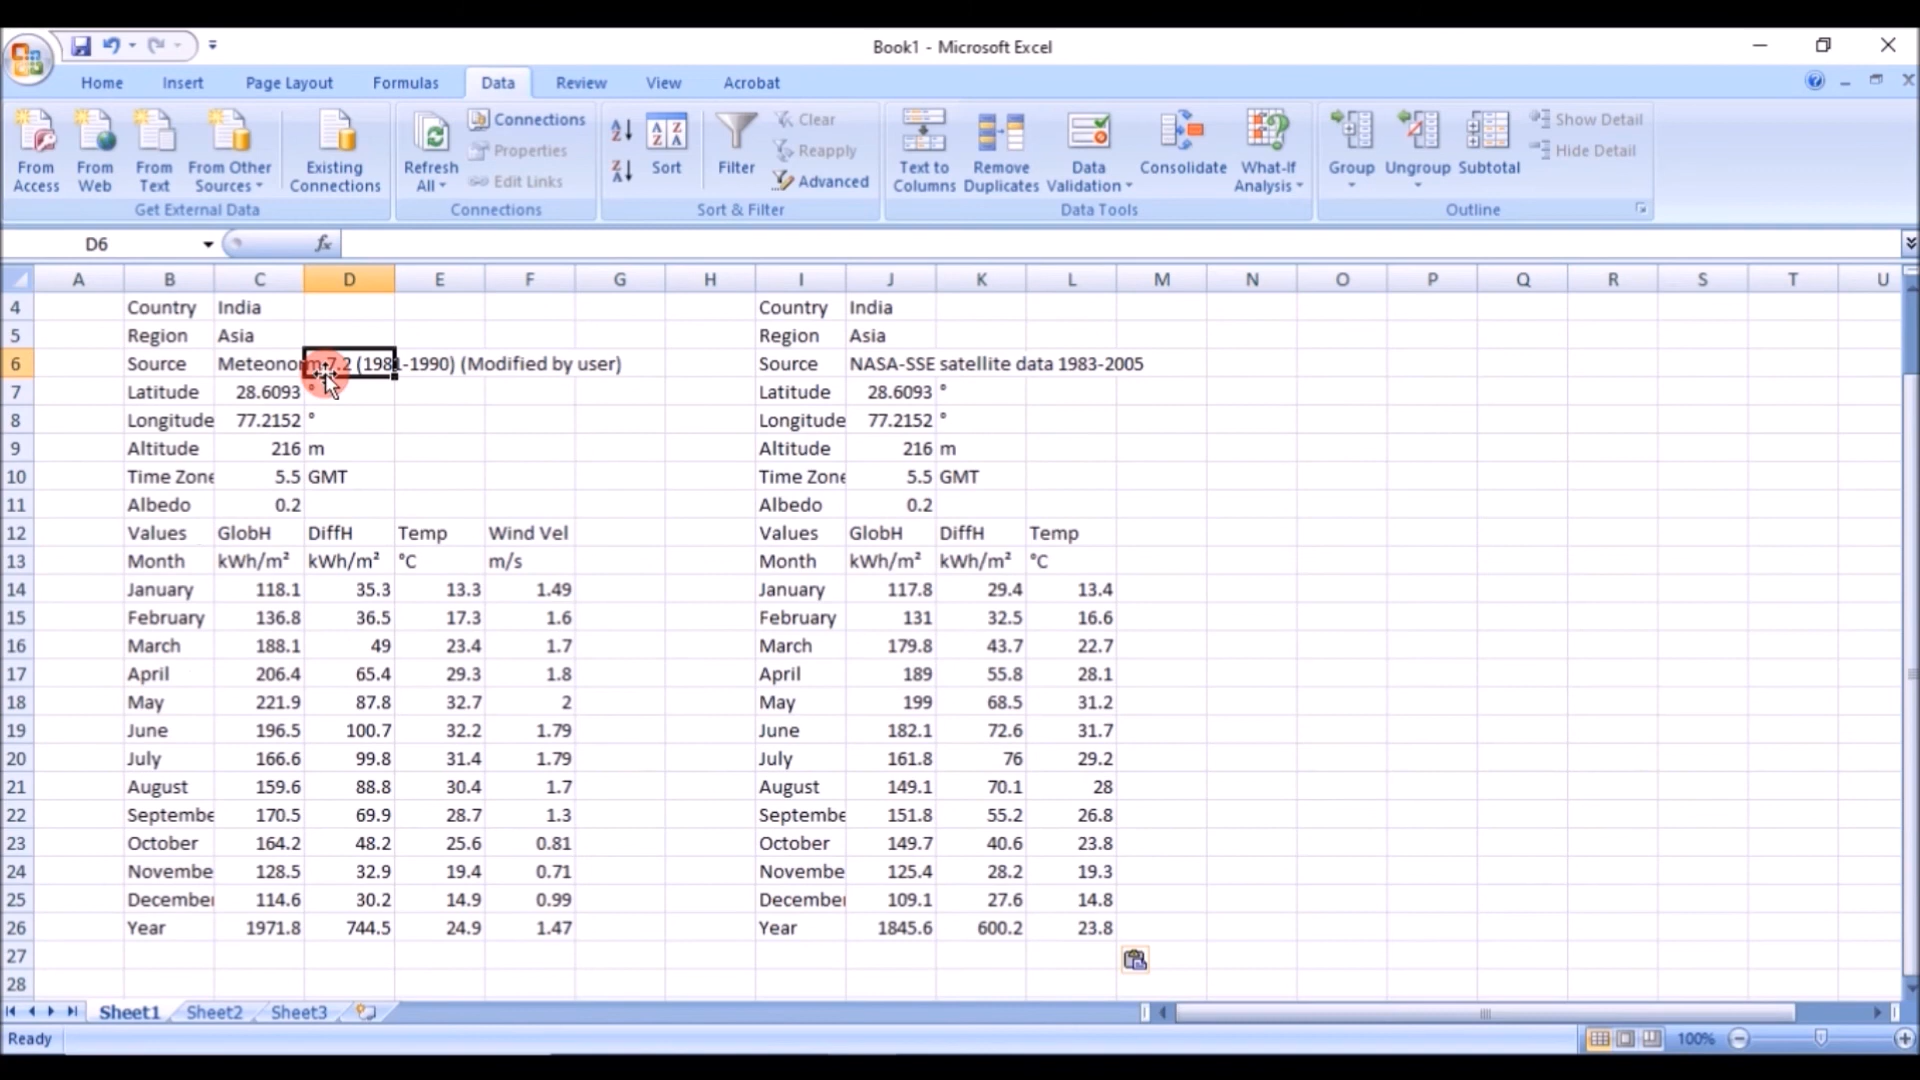 Book1 - Microsoft Excel
Home Insert Page Layout Formulas Data Review View Acrobat
From Access From Web From Text From Other Sources Existing Connections Refresh All Connections Properties Edit Links Sort Filter Clear Reapply Advanced Text to Columns Remove Duplicates Data Validation Consolidate What-If Analysis Group Ungroup Subtotal Show Detail Hide Detail
Get External Data Connections Sort & Filter Data Tools Outline
D6 fx
A B C D E F G H I J K L M N O P Q R S T U
4 Country India Country India
5 Region Asia Region Asia
6 Source Meteonorm 7.2 (1981-1990) (Modified by user) Source NASA-SSE satellite data 1983-2005
7 Latitude 28.6093 ° Latitude 28.6093 °
8 Longitude 77.2152 ° Longitude 77.2152 °
9 Altitude 216 m Altitude 216 m
10 Time Zone 5.5 GMT Time Zone 5.5 GMT
11 Albedo 0.2 Albedo 0.2
12 Values GlobH DiffH Temp Wind Vel Values GlobH DiffH Temp
13 Month kWh/m² kWh/m² °C m/s Month kWh/m² kWh/m² °C
14 January 118.1 35.3 13.3 1.49 January 117.8 29.4 13.4
15 February 136.8 36.5 17.3 1.6 February 131 32.5 16.6
16 March 188.1 49 23.4 1.7 March 179.8 43.7 22.7
17 April 206.4 65.4 29.3 1.8 April 189 55.8 28.1
18 May 221.9 87.8 32.7 2 May 199 68.5 31.2
19 June 196.5 100.7 32.2 1.79 June 182.1 72.6 31.7
20 July 166.6 99.8 31.4 1.79 July 161.8 76 29.2
21 August 159.6 88.8 30.4 1.7 August 149.1 70.1 28
22 Septembe 170.5 69.9 28.7 1.3 Septembe 151.8 55.2 26.8
23 October 164.2 48.2 25.6 0.81 October 149.7 40.6 23.8
24 Novembe 128.5 32.9 19.4 0.71 Novembe 125.4 28.2 19.3
25 December 114.6 30.2 14.9 0.99 December 109.1 27.6 14.8
26 Year 1971.8 744.5 24.9 1.47 Year 1845.6 600.2 23.8
27
28
Sheet1 Sheet2 Sheet3
Ready 100%